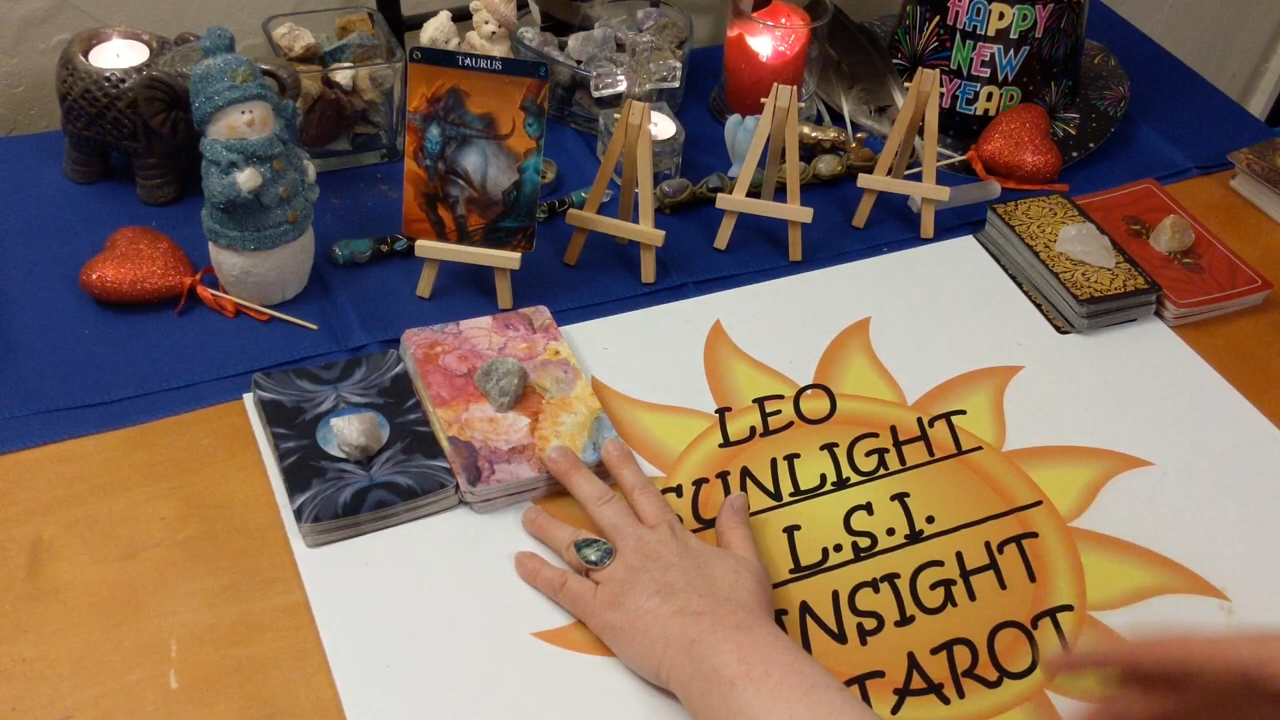 TAURUS
HAPPY
NEW
YEAR
LEO
SUNLIGHT
L.S.I.
INSIGHT
TAROT